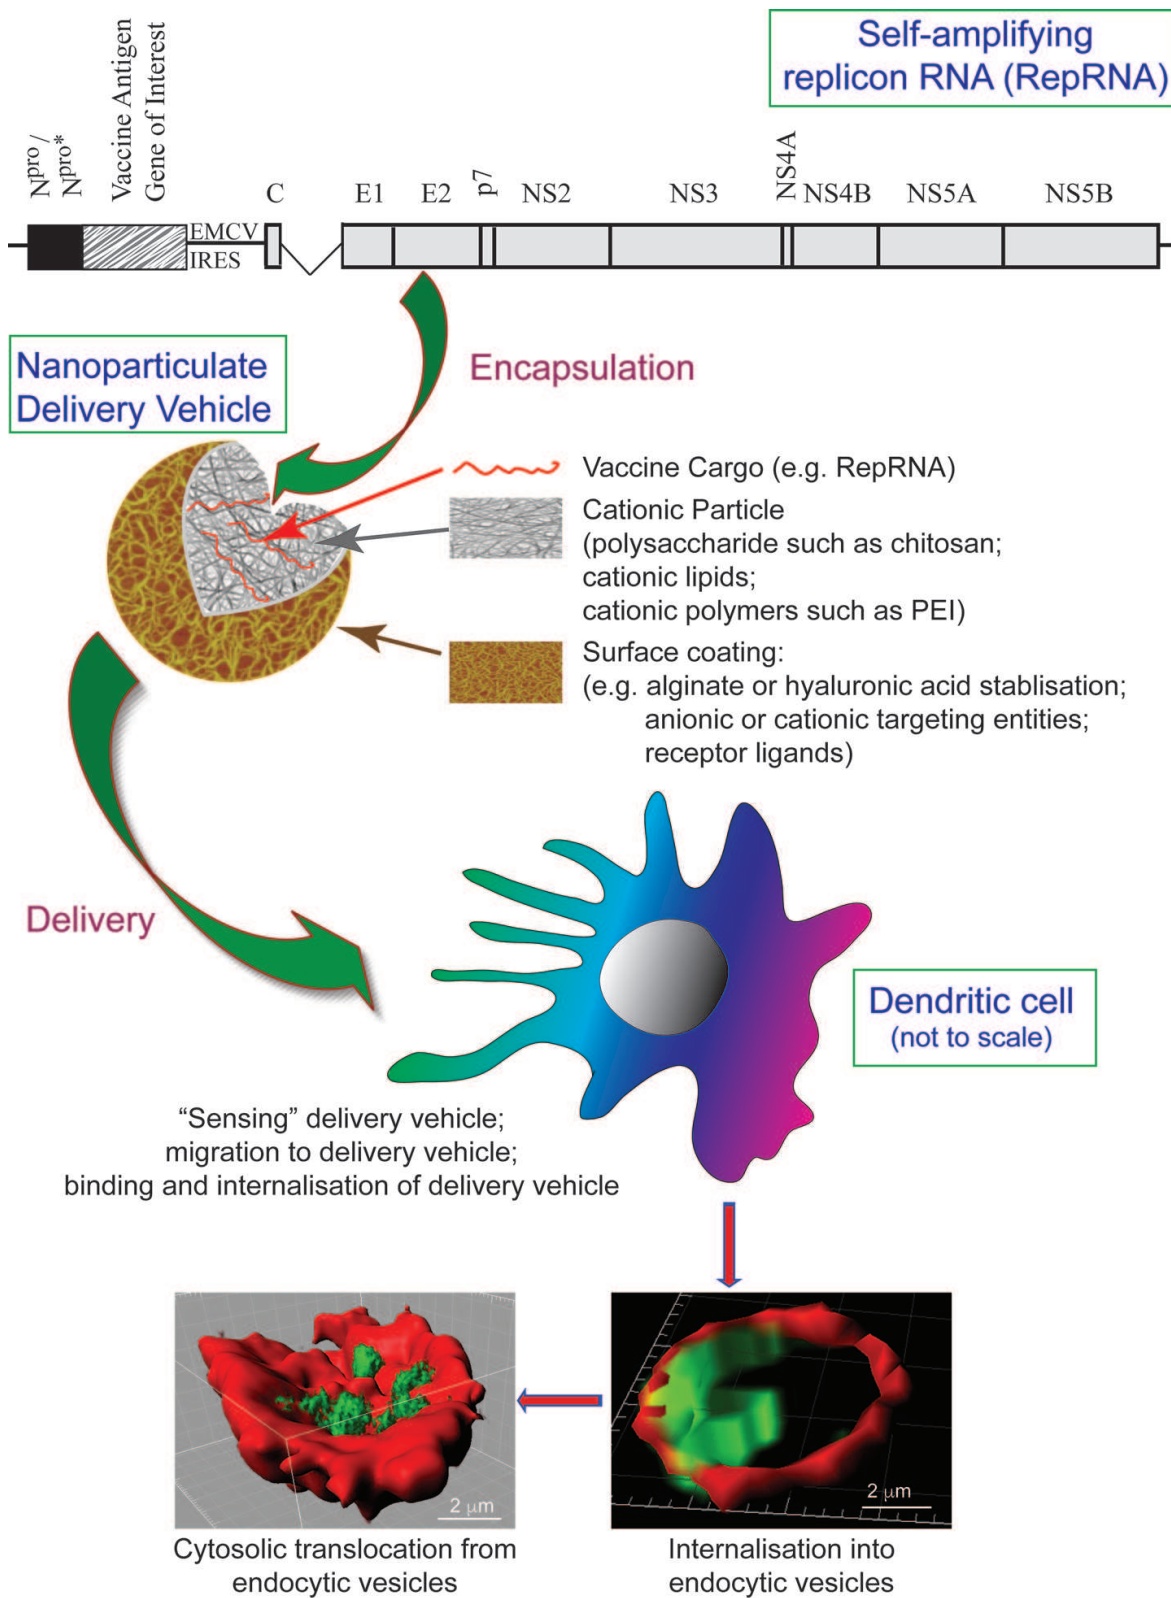 Self-amplifying
replicon RNA (RepRNA)
Npro/
Npro*
Vaccine Antigen
Gene of Interest
C
E1
E2
p7
NS2
NS3
NS4A
NS4B
NS5A
NS5B
EMCV
IRES
Nanoparticulate
Delivery Vehicle
Encapsulation
Vaccine Cargo (e.g. RepRNA)
Cationic Particle
(polysaccharide such as chitosan;
cationic lipids;
cationic polymers such as PEI)
Surface coating:
(e.g. alginate or hyaluronic acid stablisation;
anionic or cationic targeting entities;
receptor ligands)
Delivery
Dendritic cell
(not to scale)
“Sensing” delivery vehicle;
migration to delivery vehicle;
binding and internalisation of delivery vehicle
2 μm
2 μm
Cytosolic translocation from
endocytic vesicles
Internalisation into
endocytic vesicles